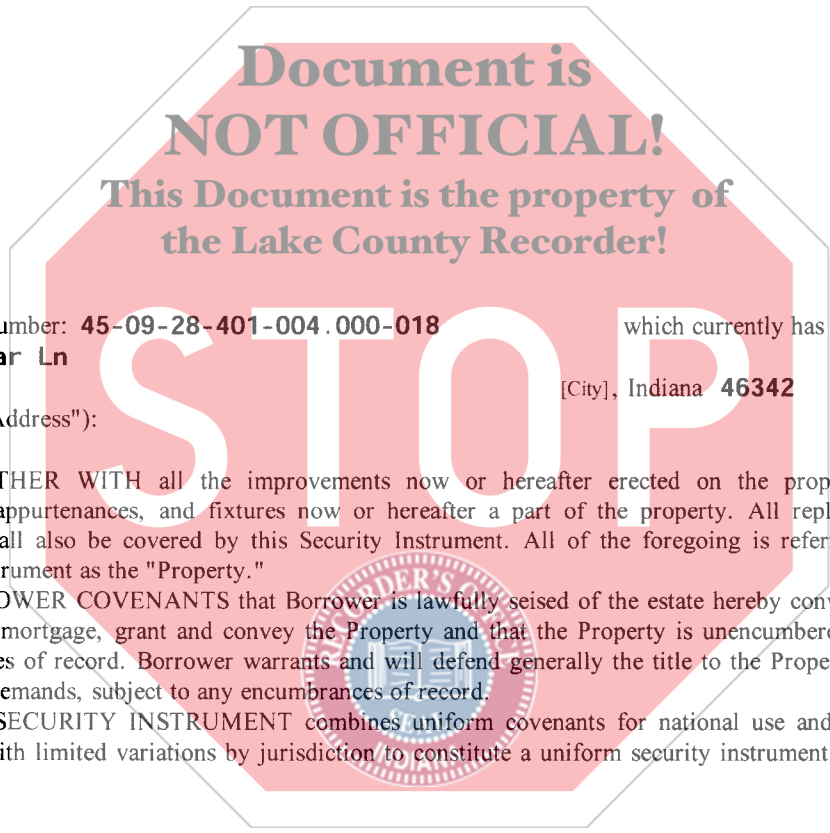 Document is
NOT OFFICIAL!
This Document is the property of
the Lake County Recorder!
STOP
umber: 45-09-28-401-004.000-018 which currently has
ar Ln
[City], Indiana 46342
Address"):
THER WITH all the improvements now or hereafter erected on the prop
appurtenances, and fixtures now or hereafter a part of the property. All repl
all also be covered by this Security Instrument. All of the foregoing is referr
rument as the "Property."
OWER COVENANTS that Borrower is lawfully seised of the estate hereby conv
mortgage, grant and convey the Property and that the Property is unencumbere
es of record. Borrower warrants and will defend generally the title to the Prope
emands, subject to any encumbrances of record.
SECURITY INSTRUMENT combines uniform covenants for national use and
ith limited variations by jurisdiction to constitute a uniform security instrument
RECORDER'S OFFICE
SEAL
INDIANA